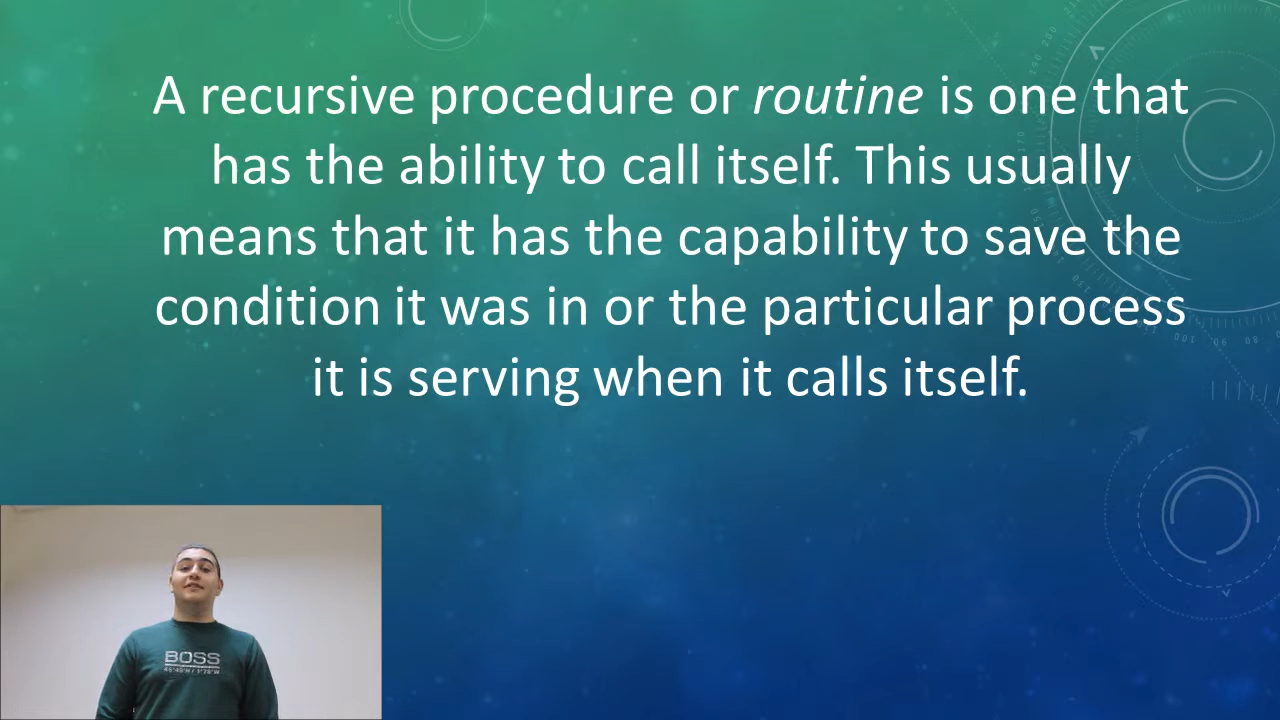 A recursive procedure or routine is one that
has the ability to call itself. This usually
means that it has the capability to save the
condition it was in or the particular process
it is serving when it calls itself.
BOSS